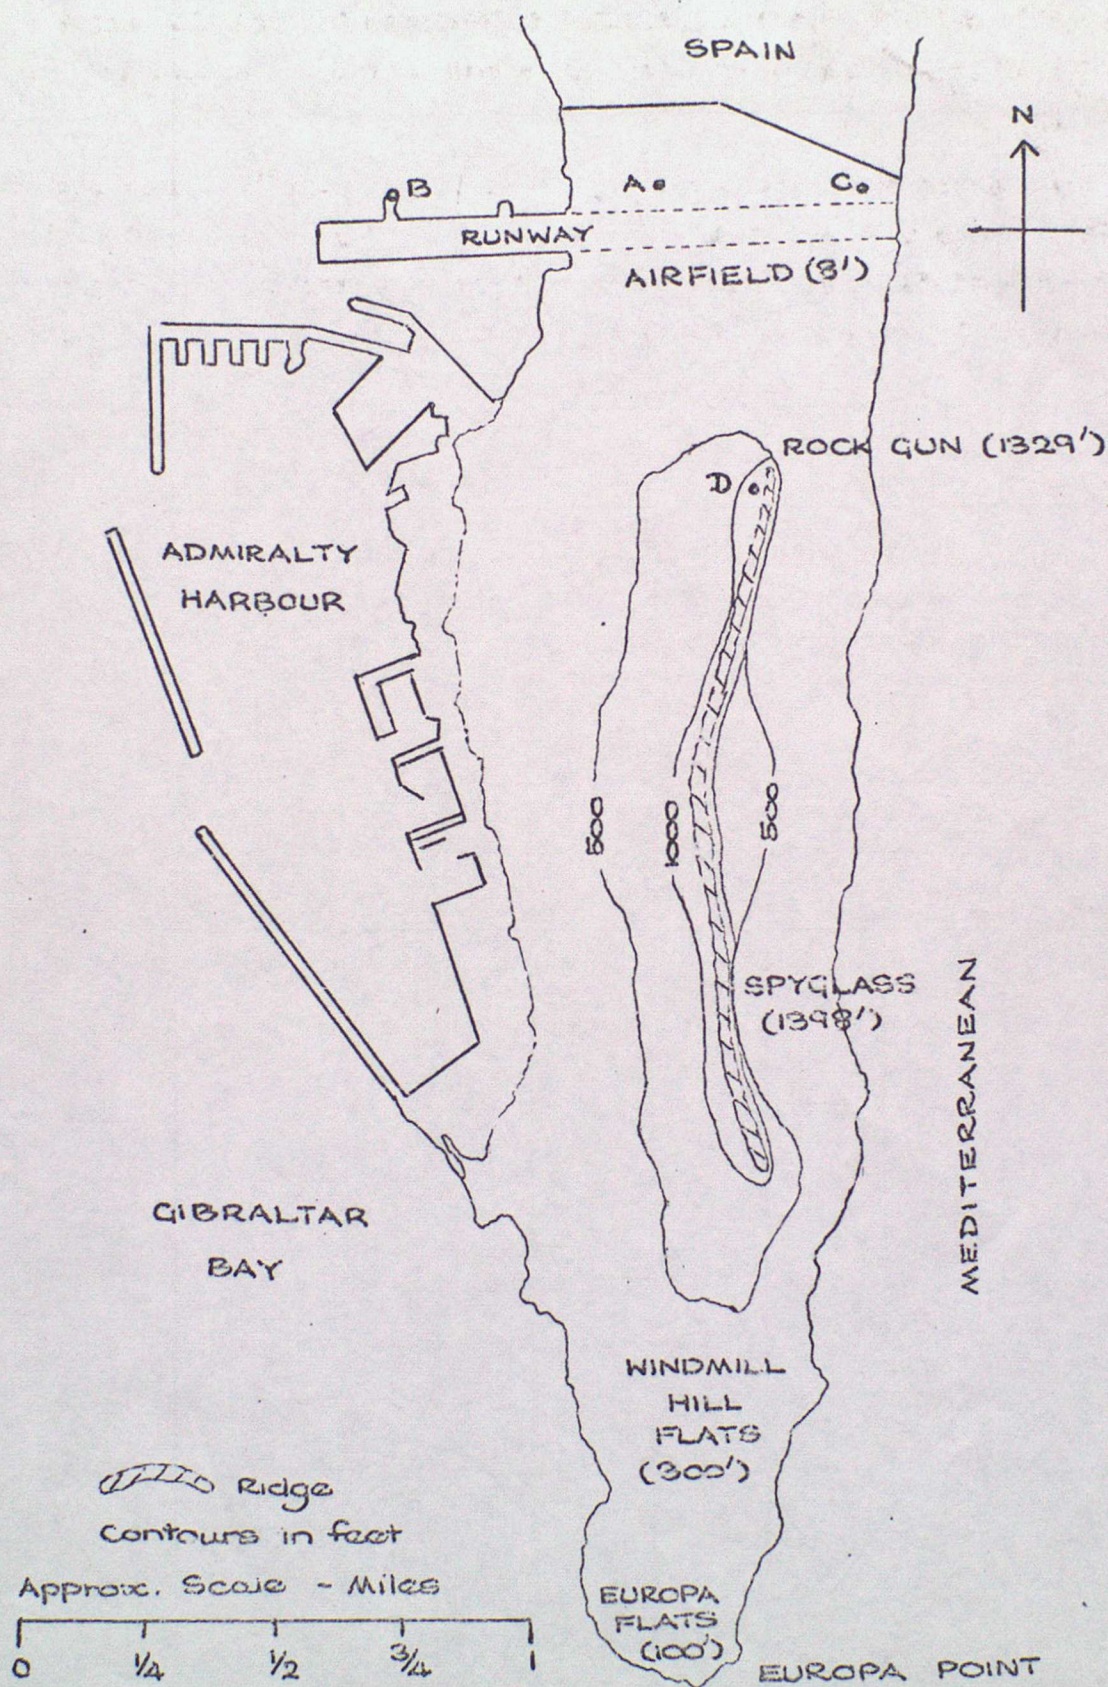 SPAIN
N
B
A
C
RUNWAY
AIRFIELD (8')
ROCK GUN (1329')
D
ADMIRALTY
HARBOUR
500
1000
500
SPYGLASS
(1398')
MEDITERRANEAN
GIBRALTAR
BAY
WINDMILL
HILL
FLATS
(300')
Ridge
Contours in feet
Approx. Scale - Miles
0 1/4 1/2 3/4 1
EUROPA
FLATS
(100')
EUROPA POINT